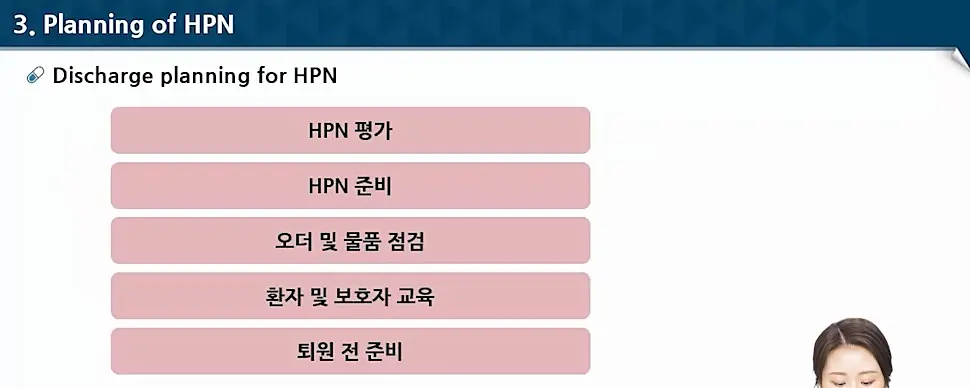 3. Planning of HPN
Discharge planning for HPN
HPN 평가
HPN 준비
오더 및 물품 점검
환자 및 보호자 교육
퇴원 전 준비